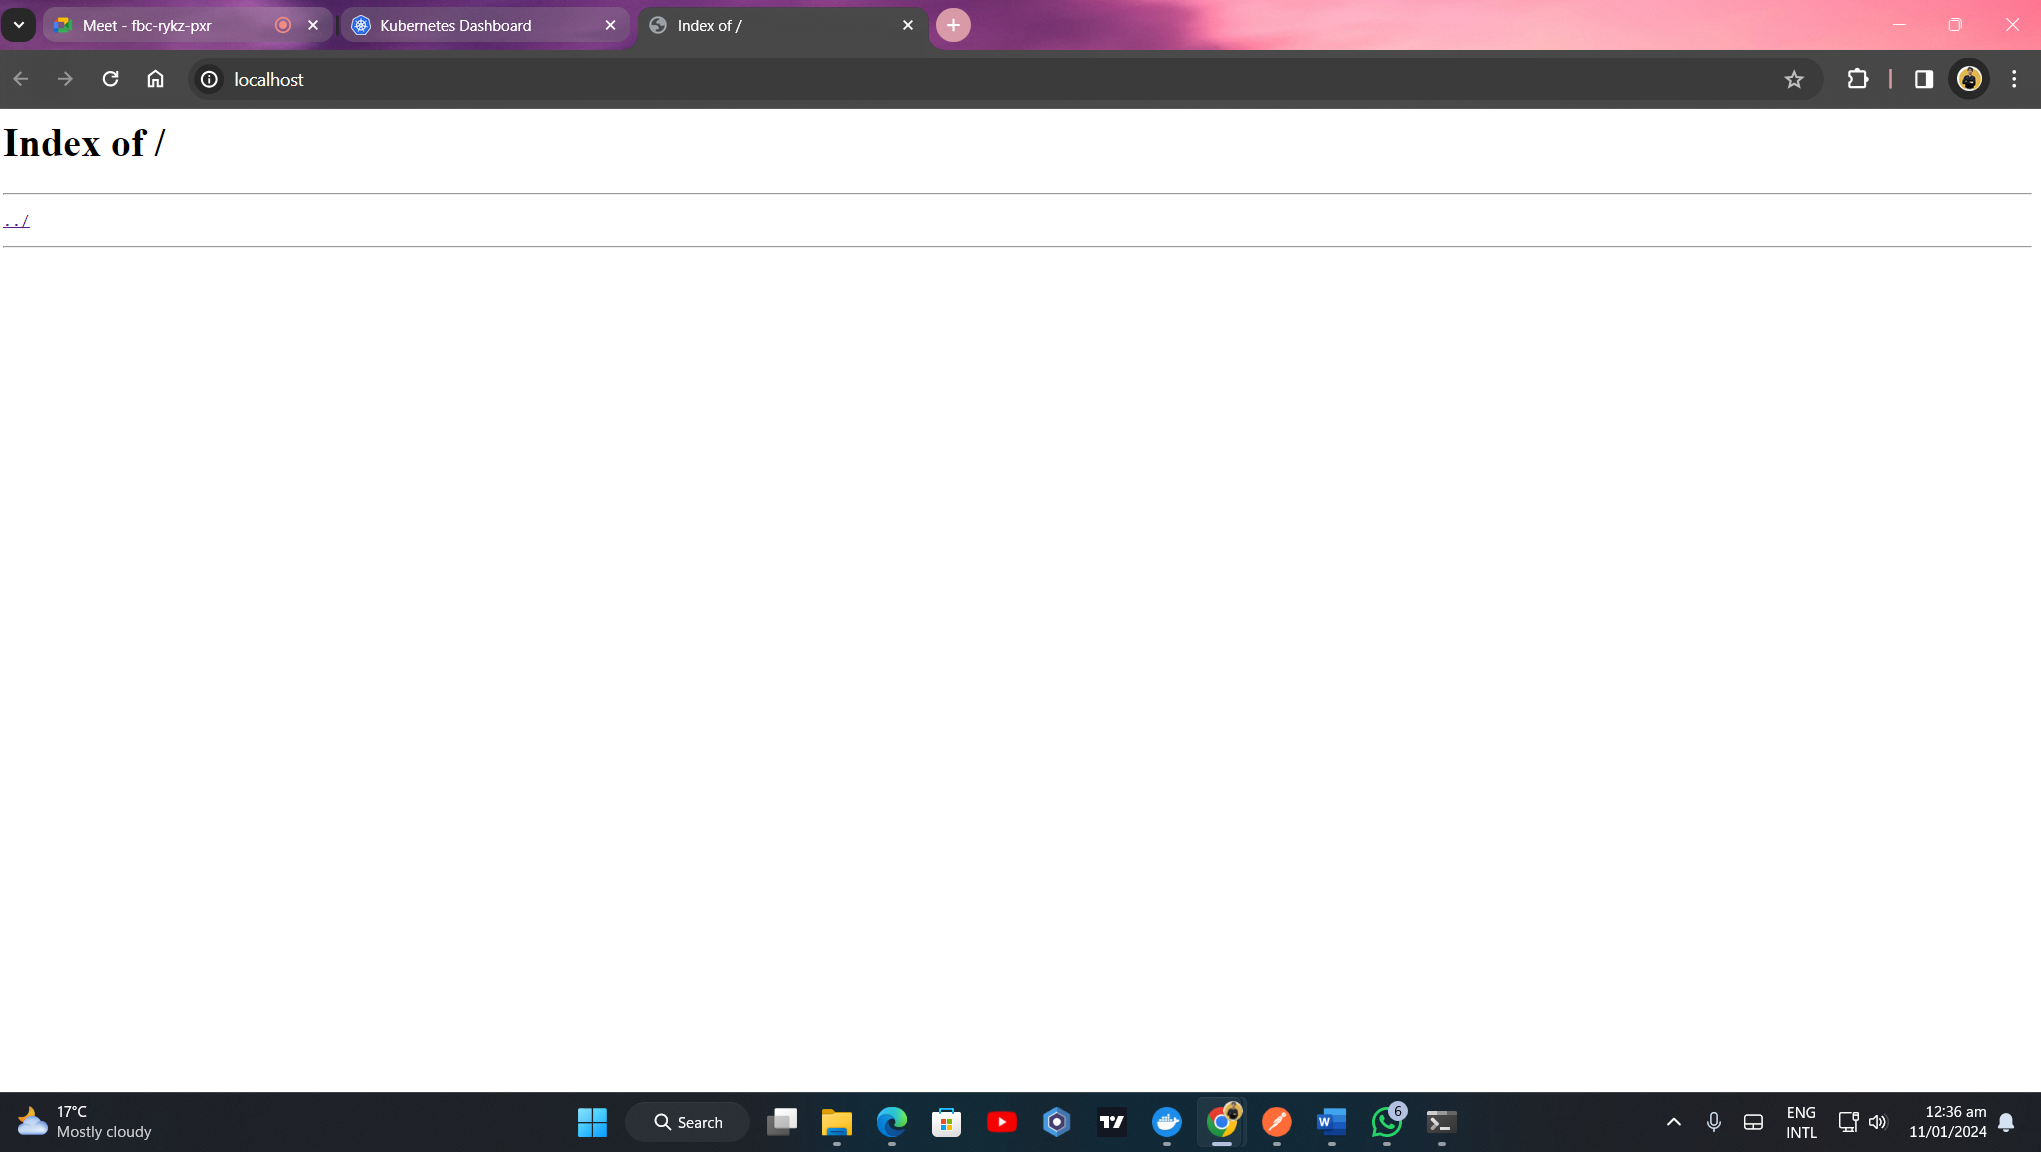 Meet - fbc-rykz-pxr
Kubernetes Dashboard
Index of /
localhost
Index of /
../
17°C
Mostly cloudy
Search
6
ENG
INTL
12:36 am
11/01/2024